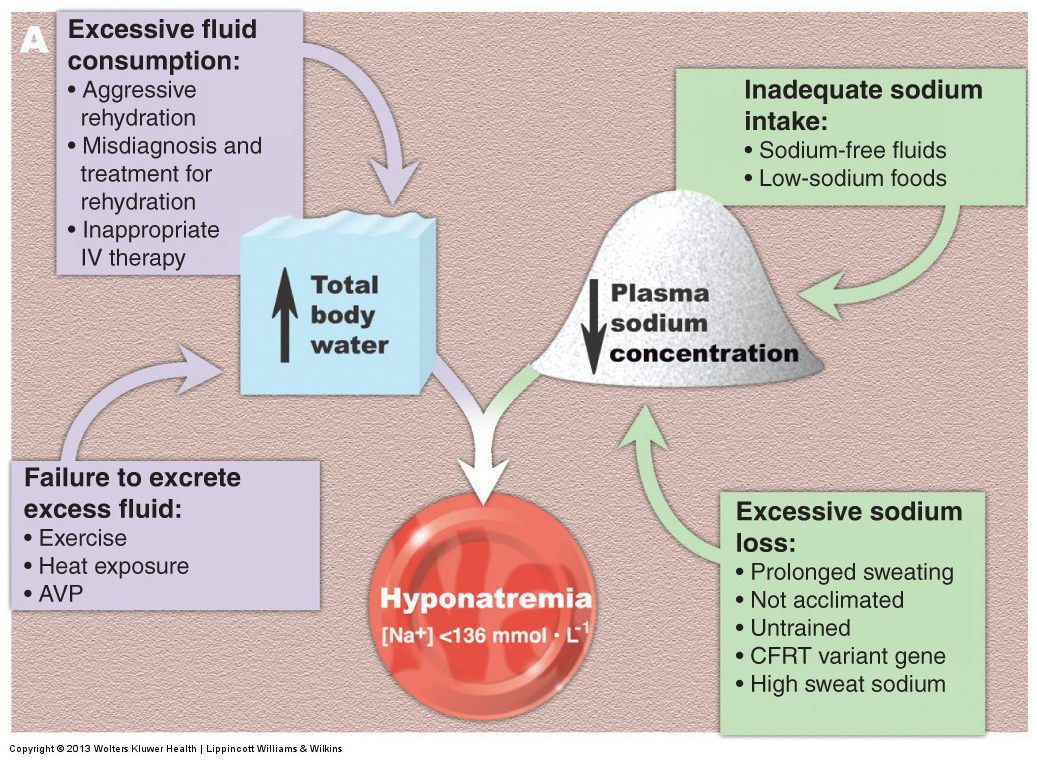 A
Excessive fluid
consumption:
• Aggressive
rehydration
• Misdiagnosis and
treatment for
rehydration
• Inappropriate
IV therapy
Inadequate sodium
intake:
• Sodium-free fluids
• Low-sodium foods
Total
body
water
Plasma
sodium
concentration
Failure to excrete
excess fluid:
• Exercise
• Heat exposure
• AVP
Hyponatremia
[Na+] <136 mmol · L-1
Excessive sodium
loss:
• Prolonged sweating
• Not acclimated
• Untrained
• CFRT variant gene
• High sweat sodium
Copyright © 2013 Wolters Kluwer Health | Lippincott Williams & Wilkins